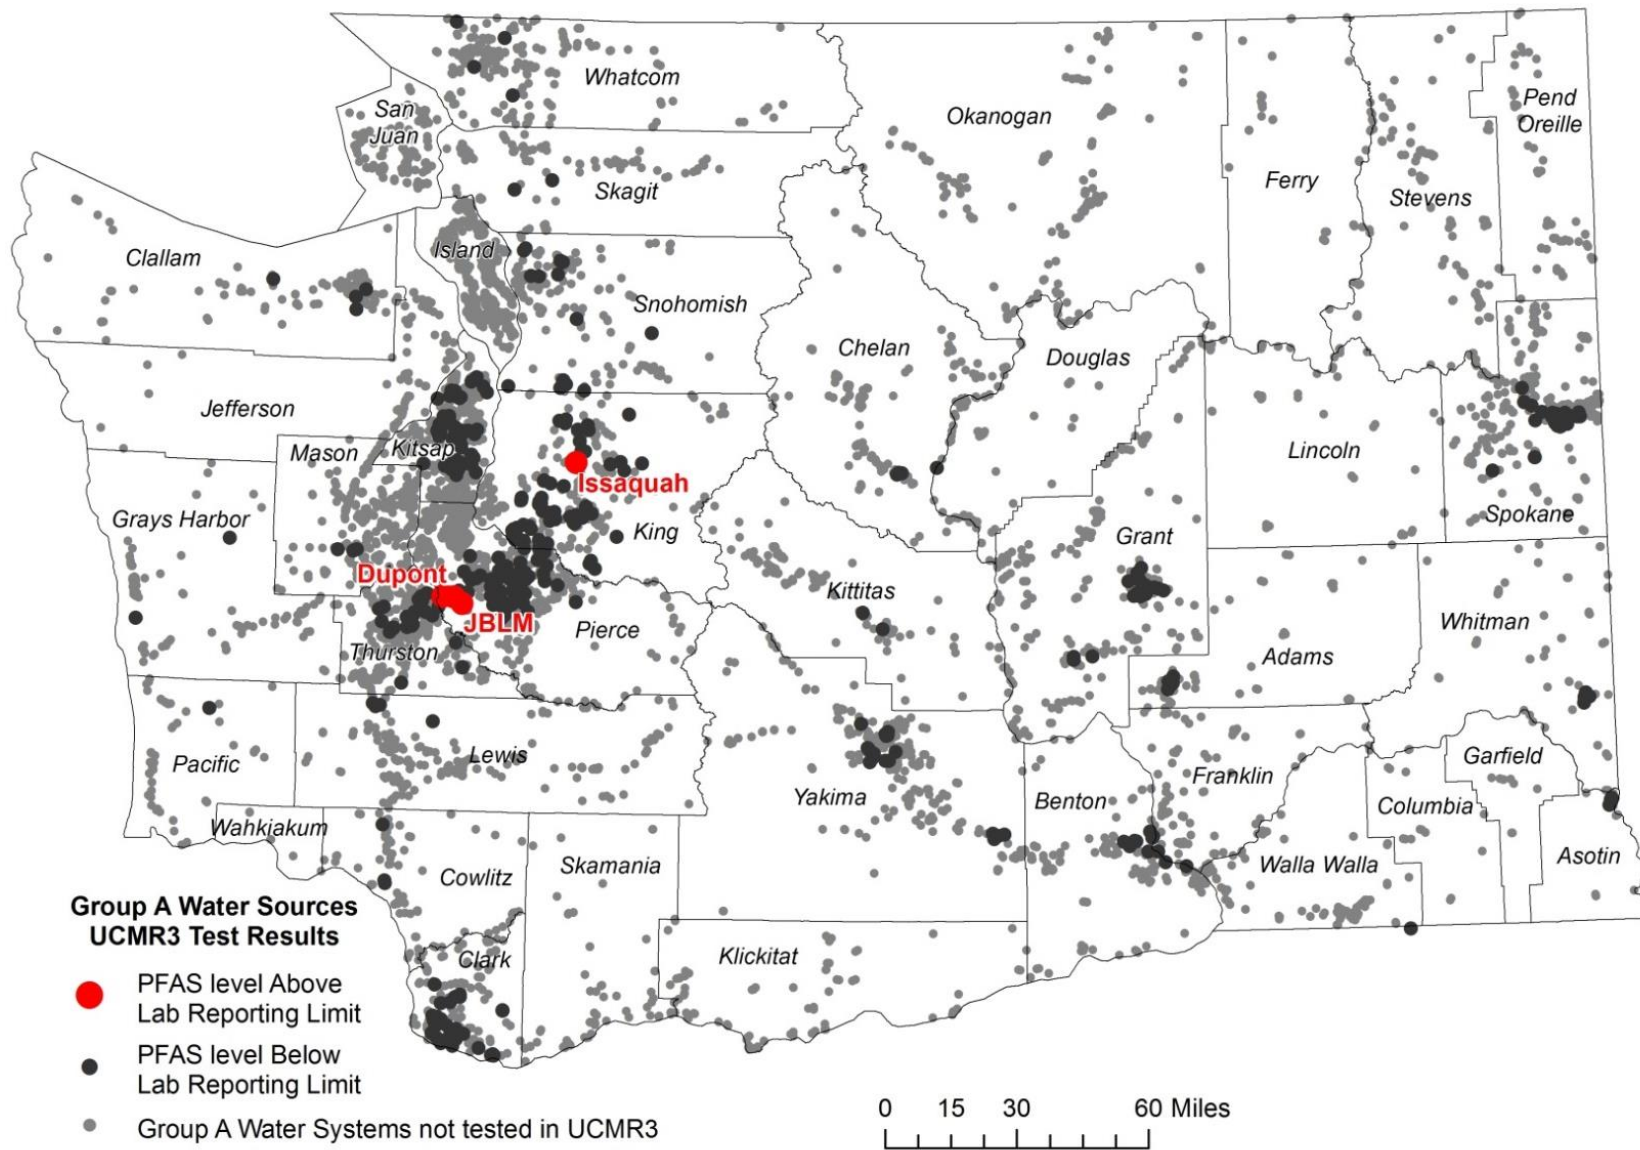 Whatcom
San
Juan
Okanogan
Pend
Oreille
Skagit
Ferry
Stevens
Clallam
Island
Snohomish
Chelan
Douglas
Jefferson
Mason
Kitsap
Lincoln
Issaquah
Grays Harbor
King
Grant
Spokane
Dupont
JBLM
Kittitas
Pierce
Whitman
Thurston
Adams
Lewis
Pacific
Yakima
Benton
Franklin
Garfield
Columbia
Wahkiakum
Cowlitz
Skamania
Walla Walla
Asotin
Clark
Klickitat
Group A Water Sources
UCMR3 Test Results
PFAS level Above
Lab Reporting Limit
PFAS level Below
Lab Reporting Limit
Group A Water Systems not tested in UCMR3
0 15 30 60 Miles